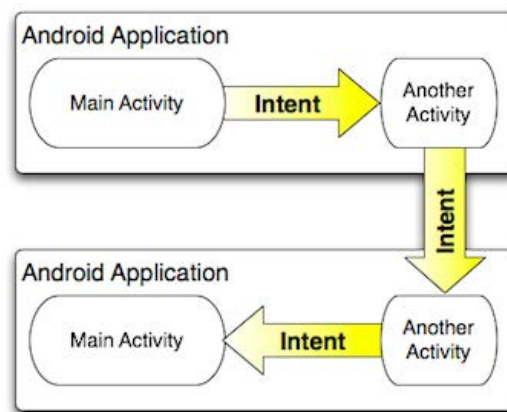 Android Application
Main Activity
Intent
Another
Activity
Intent
Android Application
Main Activity
Intent
Another
Activity